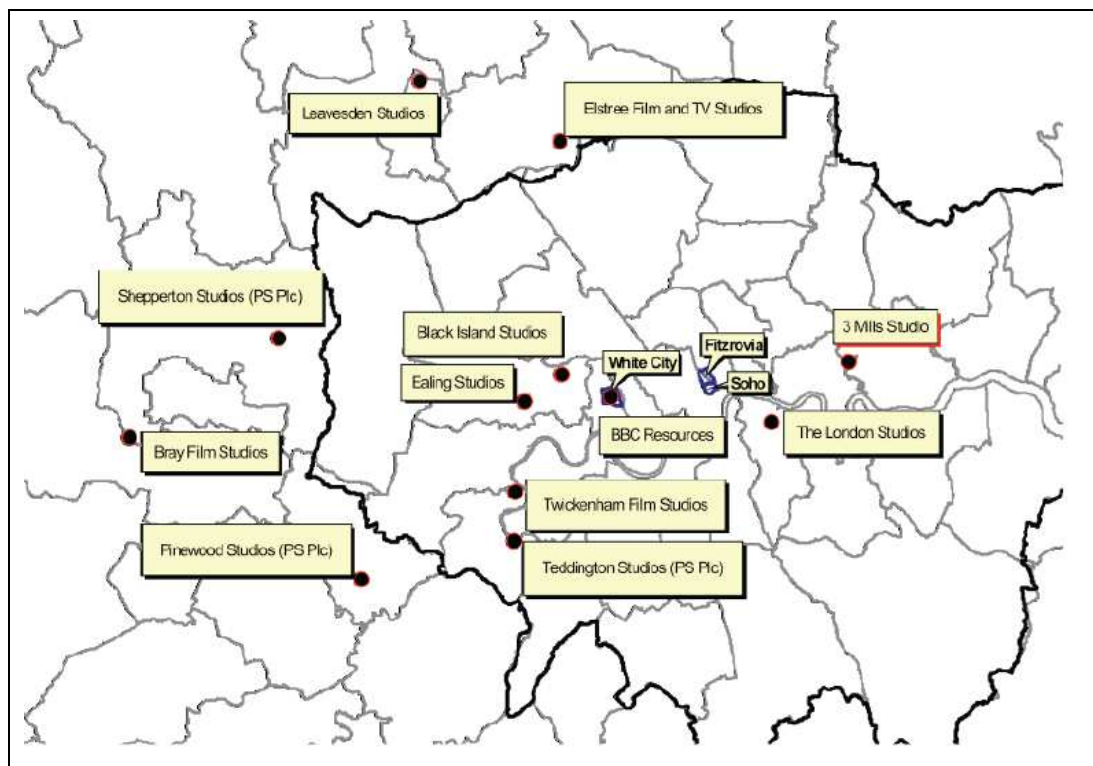 Leavesden Studios
Elstree Film and TV Studios
Shepperton Studios (PS Plc)
Black Island Studios
3 Mills Studio
Fitzrovia
White City
Ealing Studios
Soho
BBC Resources
The London Studios
Bray Film Studios
Twickenham Film Studios
Pinewood Studios (PS Plc)
Teddington Studios (PS Plc)